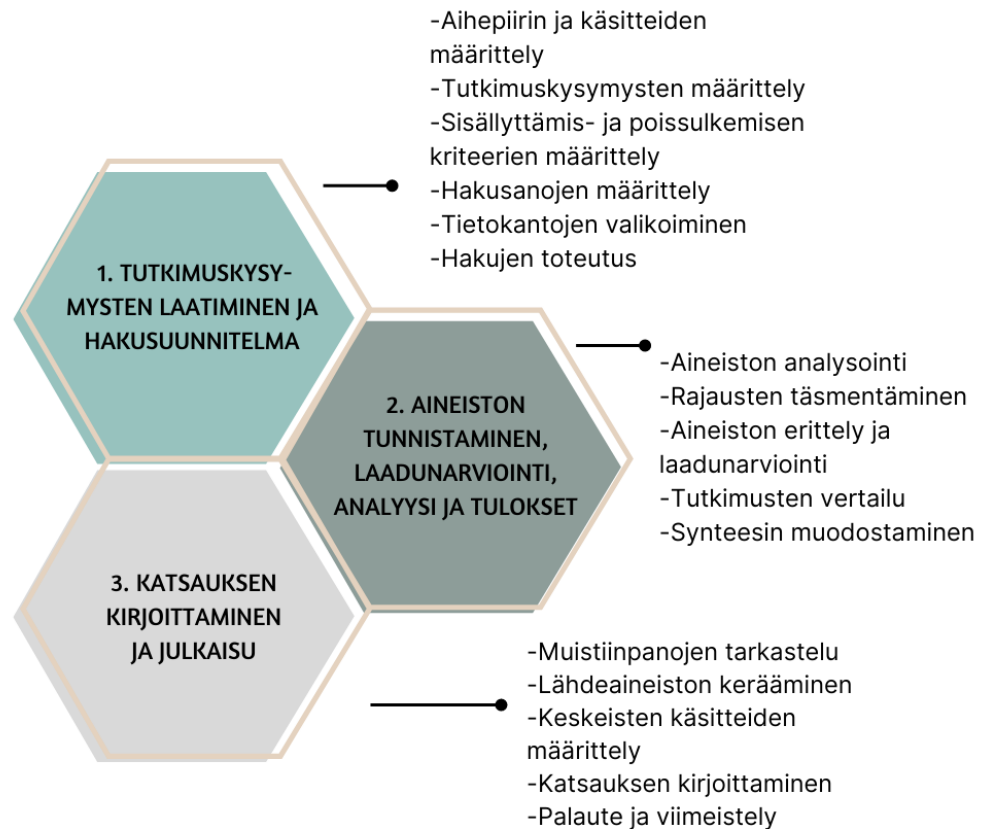 -Aihepiirin ja käsitteiden
määrittely
-Tutkimuskysymysten määrittely
-Sisällyttämis- ja poissulkemisen
kriteerien määrittely
-Hakusanojen määrittely
-Tietokantojen valikoiminen
-Hakujen toteutus
1. TUTKIMUSKYSY-
MYSTEN LAATIMINEN JA
HAKUSUUNNITELMA
2. AINEISTON
TUNNISTAMINEN,
LAADUNARVIOINTI,
ANALYYSI JA TULOKSET
-Aineiston analysointi
-Rajausten täsmentäminen
-Aineiston erittely ja
laadunarviointi
-Tutkimusten vertailu
-Synteesin muodostaminen
3. KATSAUKSEN
KIRJOITTAMINEN
JA JULKAISU
-Muistiinpanojen tarkastelu
-Lähdeaineiston kerääminen
-Keskeisten käsitteiden
määrittely
-Katsauksen kirjoittaminen
-Palaute ja viimeistely